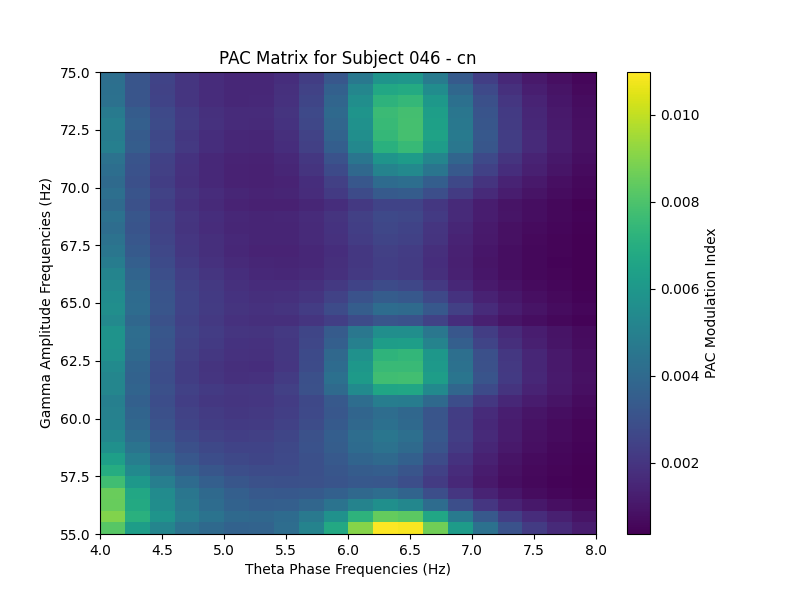 PAC Matrix for Subject 046 - cn
75.0
72.5
70.0
67.5
65.0
62.5
60.0
57.5
55.0
Gamma Amplitude Frequencies (Hz)
4.0 4.5 5.0 5.5 6.0 6.5 7.0 7.5 8.0
Theta Phase Frequencies (Hz)
0.010
0.008
0.006
0.004
0.002
PAC Modulation Index